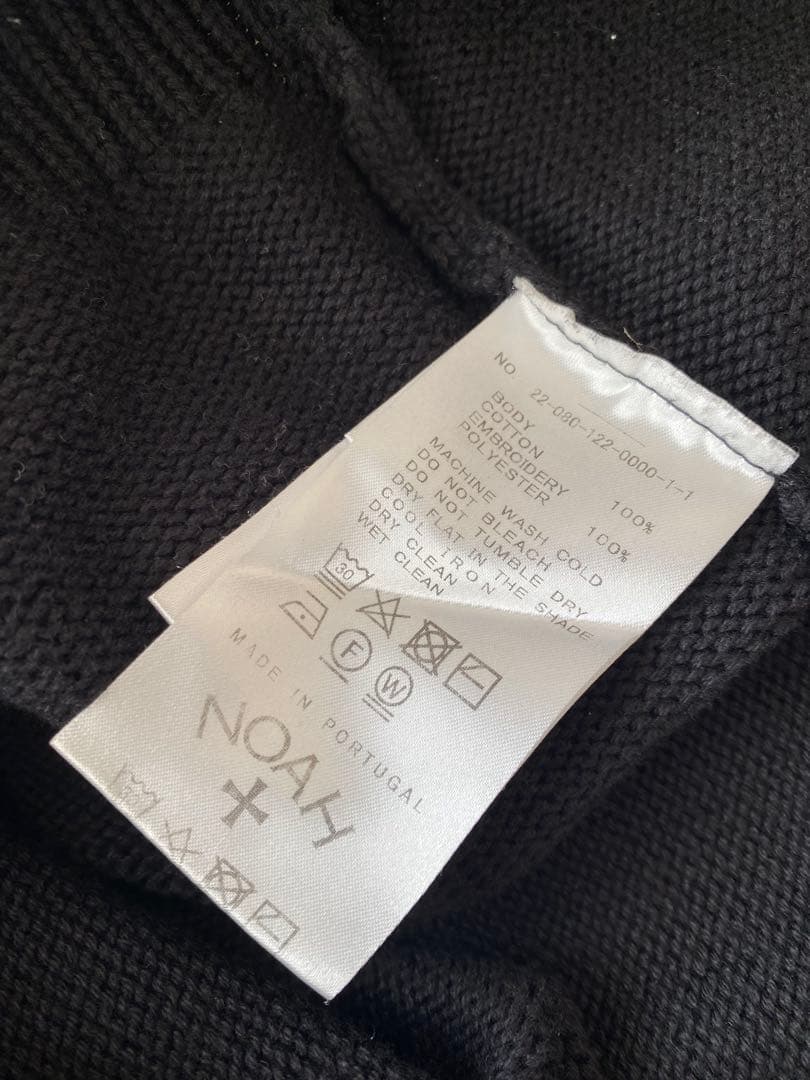 NO. 22-080-122-0000-1-1
BODY
COTTON 100%
EMBROIDERY
POLYESTER 100%
MACHINE WASH COLD
DO NOT BLEACH
DO NOT TUMBLE DRY
DRY FLAT IN THE SHADE
COOL IRON
DRY CLEAN
WET CLEAN
30
F W
MADE IN PORTUGAL
NOAH